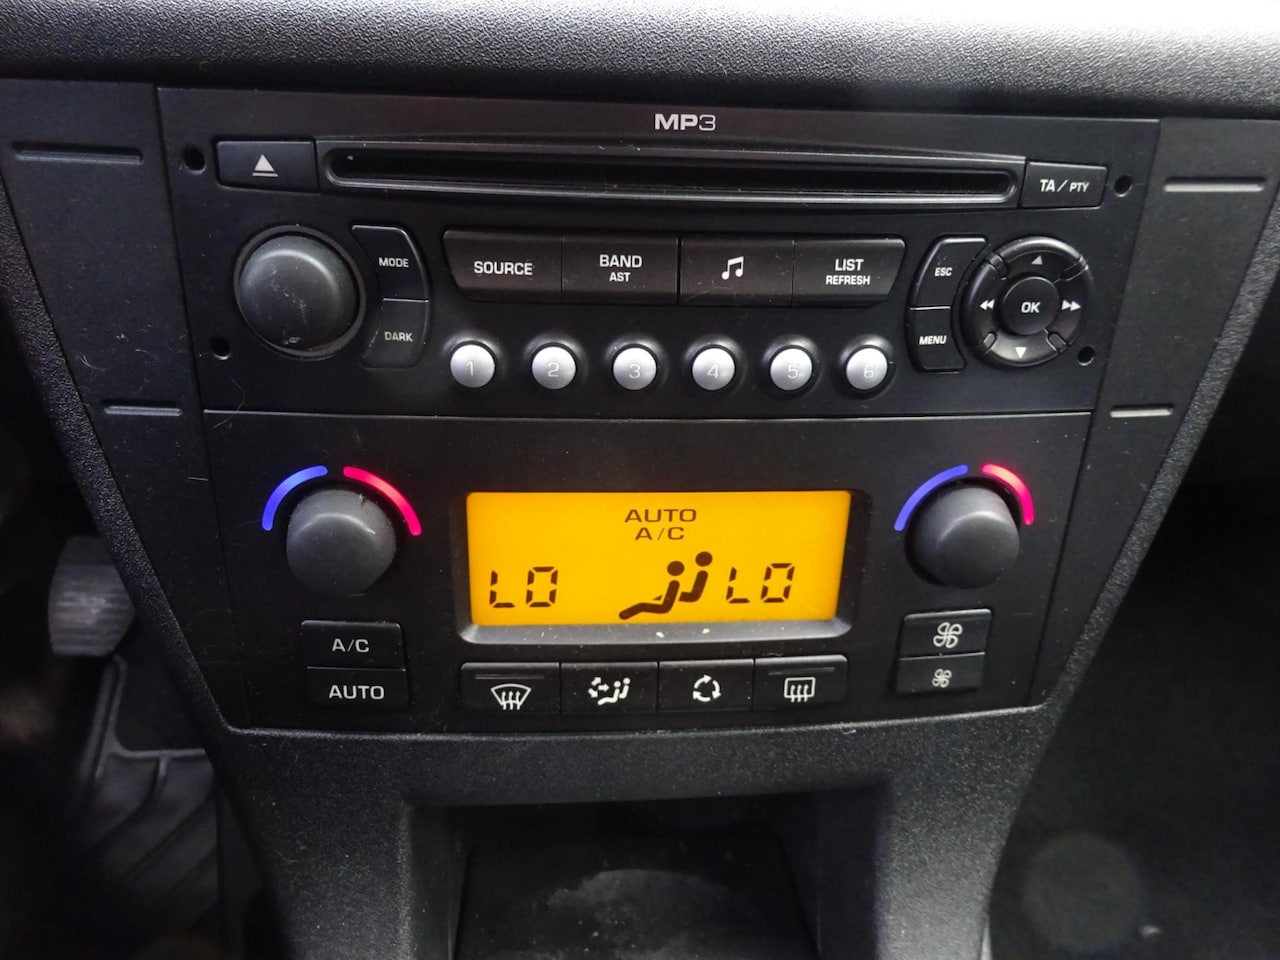 MP3
TA / PTY
MODE
DARK
SOURCE
BAND
AST
LIST
REFRESH
ESC
MENU
OK
1 2 3 4 5 6
AUTO
A/C
LO LO
A/C
AUTO